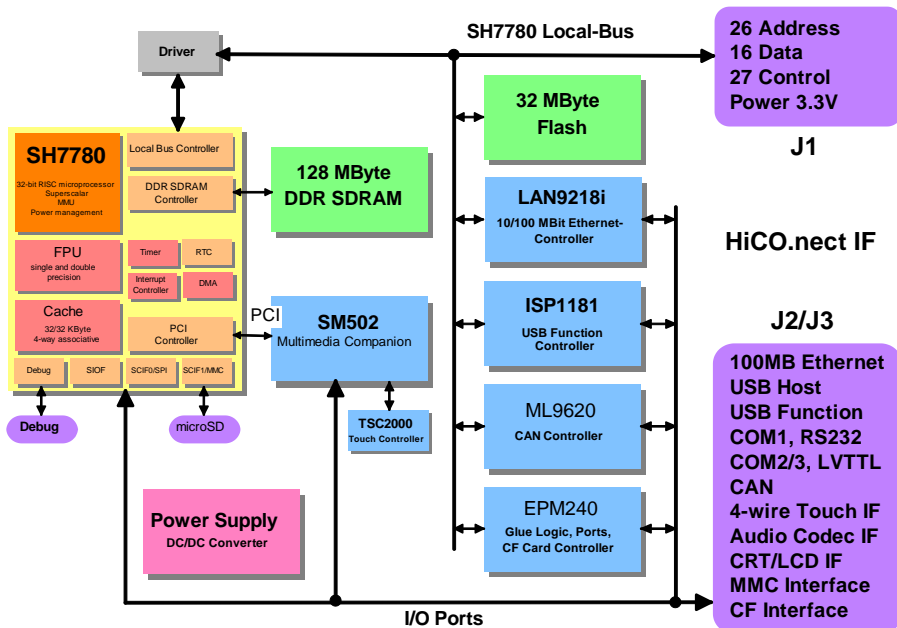 SH7780 Local-Bus
Driver
26 Address
16 Data
27 Control
Power 3.3V
J1
SH7780
32-bit RISC microprocessor
Superscalar
MMU
Power management
Local Bus Controller
DDR SDRAM
Controller
128 MByte
DDR SDRAM
32 MByte
Flash
LAN9218i
10/100 MBit Ethernet-
Controller
HiCO.nect IF
FPU
single and double
precision
Timer
RTC
Interrupt
Controller
DMA
Cache
32/32 KByte
4-way associative
PCI
Controller
PCI
SM502
Multimedia Companion
ISP1181
USB Function
Controller
J2/J3
Debug
SIOF
SCIF0/SPI
SCIF1/MMC
Debug
microSD
TSC2000
Touch Controller
ML9620
CAN Controller
Power Supply
DC/DC Converter
EPM240
Glue Logic, Ports,
CF Card Controller
100MB Ethernet
USB Host
USB Function
COM1, RS232
COM2/3, LVTTL
CAN
4-wire Touch IF
Audio Codec IF
CRT/LCD IF
MMC Interface
CF Interface
I/O Ports